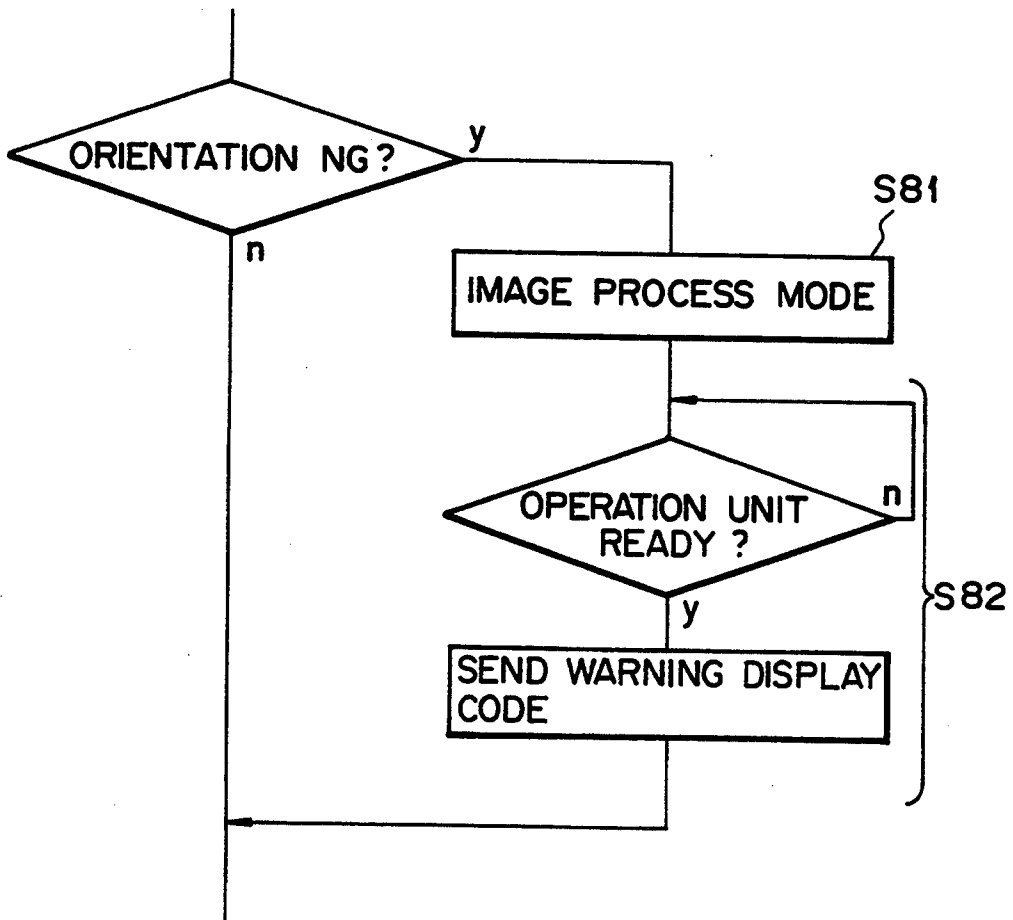 ORIENTATION NG?
y
n
S81
IMAGE PROCESS MODE
OPERATION UNIT
READY ?
n
y
S82
SEND WARNING DISPLAY
CODE